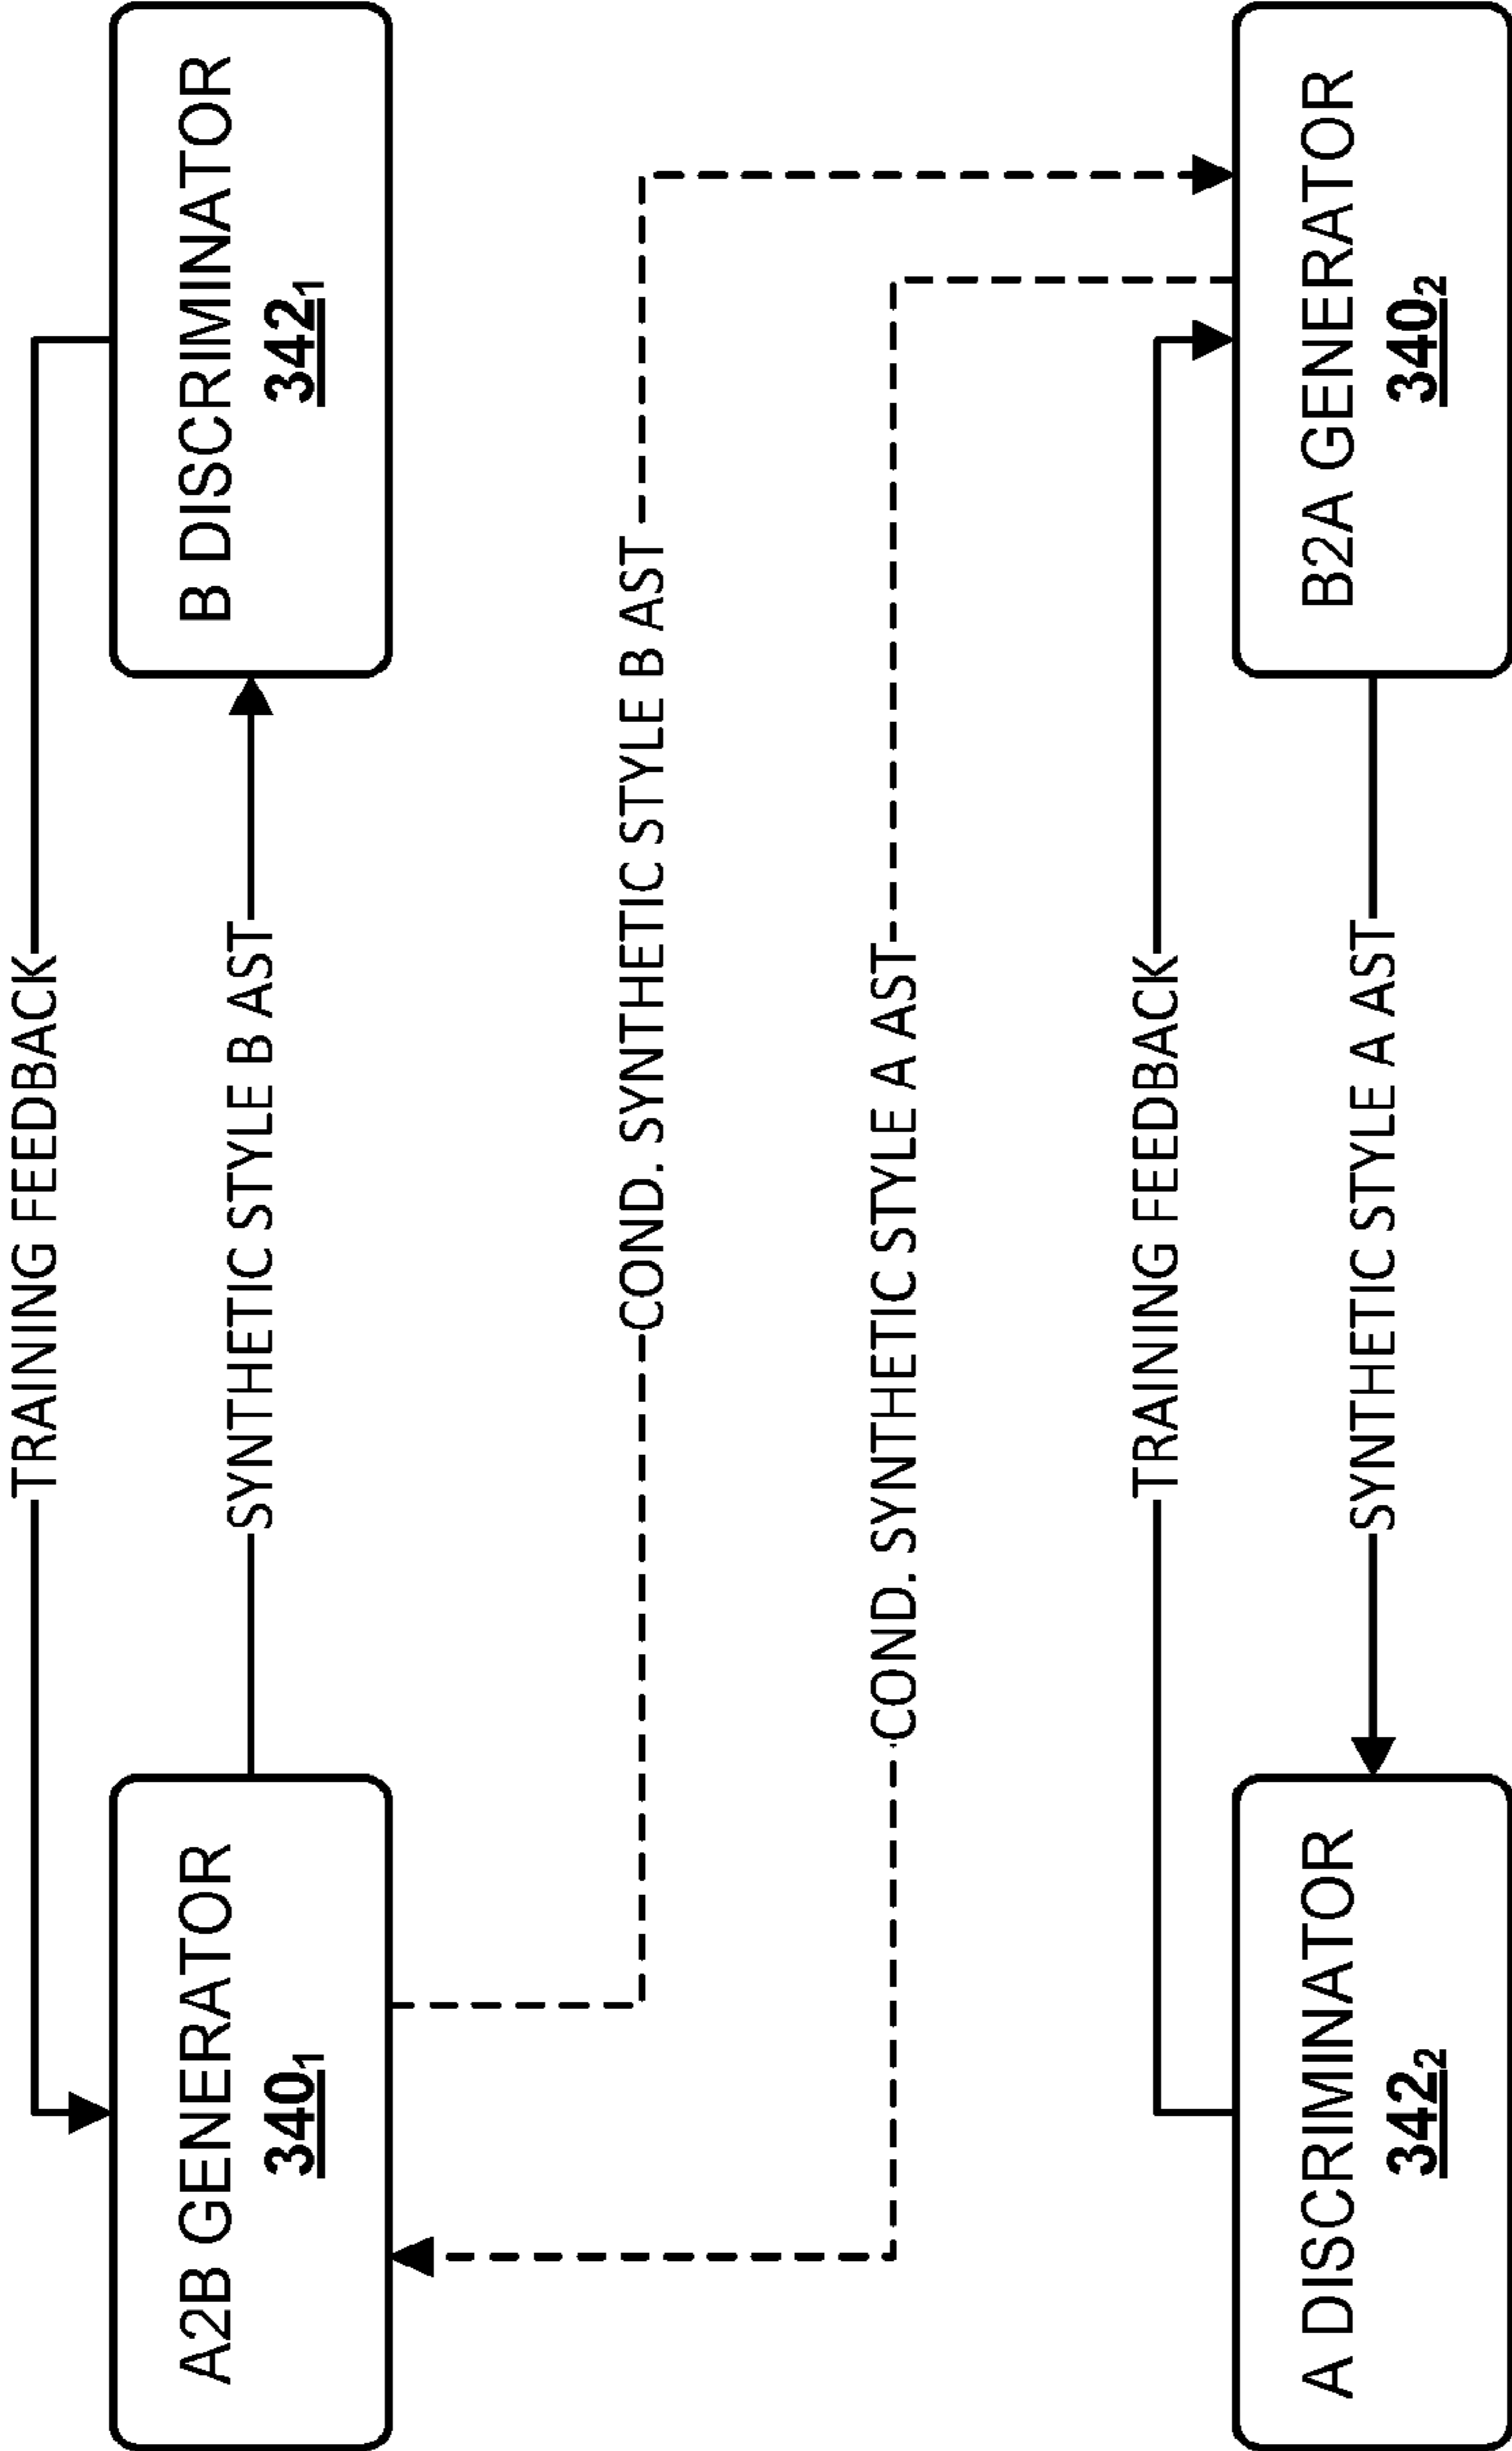 TRAINING FEEDBACK
A2B GENERATOR
340₁
SYNTHETIC STYLE B AST
B DISCRIMINATOR
342₁
COND. SYNTHETIC STYLE B AST
COND. SYNTHETIC STYLE A AST
TRAINING FEEDBACK
A DISCRIMINATOR
342₂
SYNTHETIC STYLE A AST
B2A GENERATOR
340₂